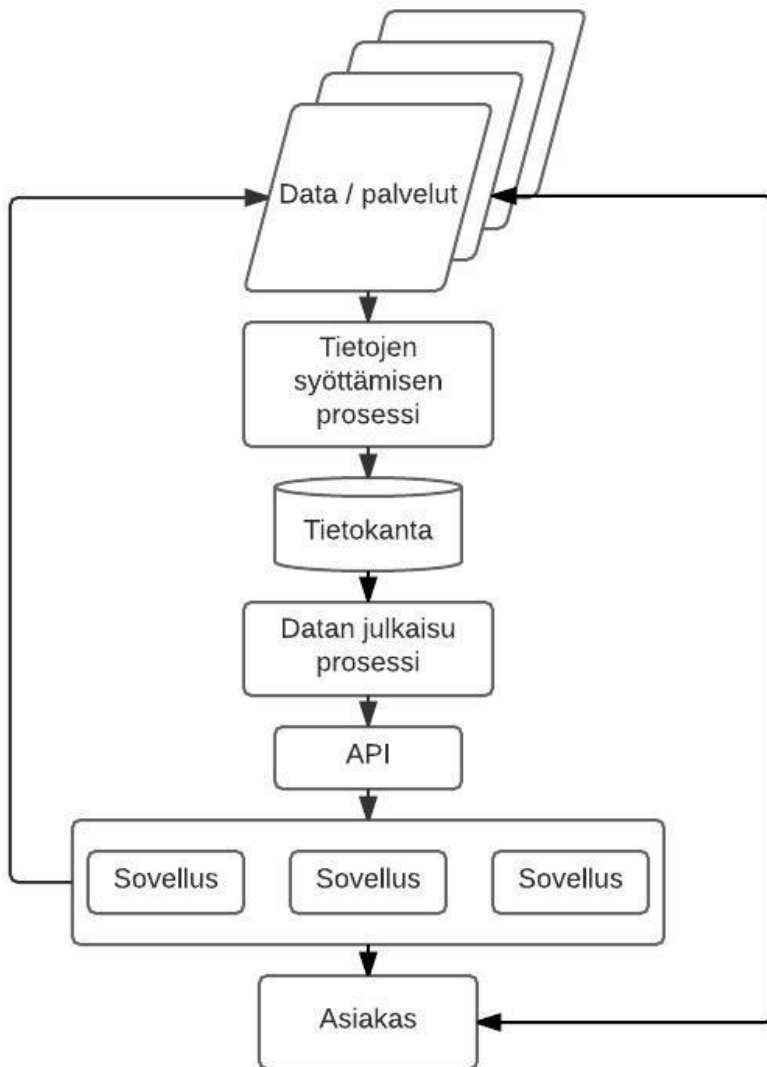 Data / palvelut
Tietojen
syöttämisen
prosessi
Tietokanta
Datan julkaisu
prosessi
API
Sovellus
Sovellus
Sovellus
Asiakas